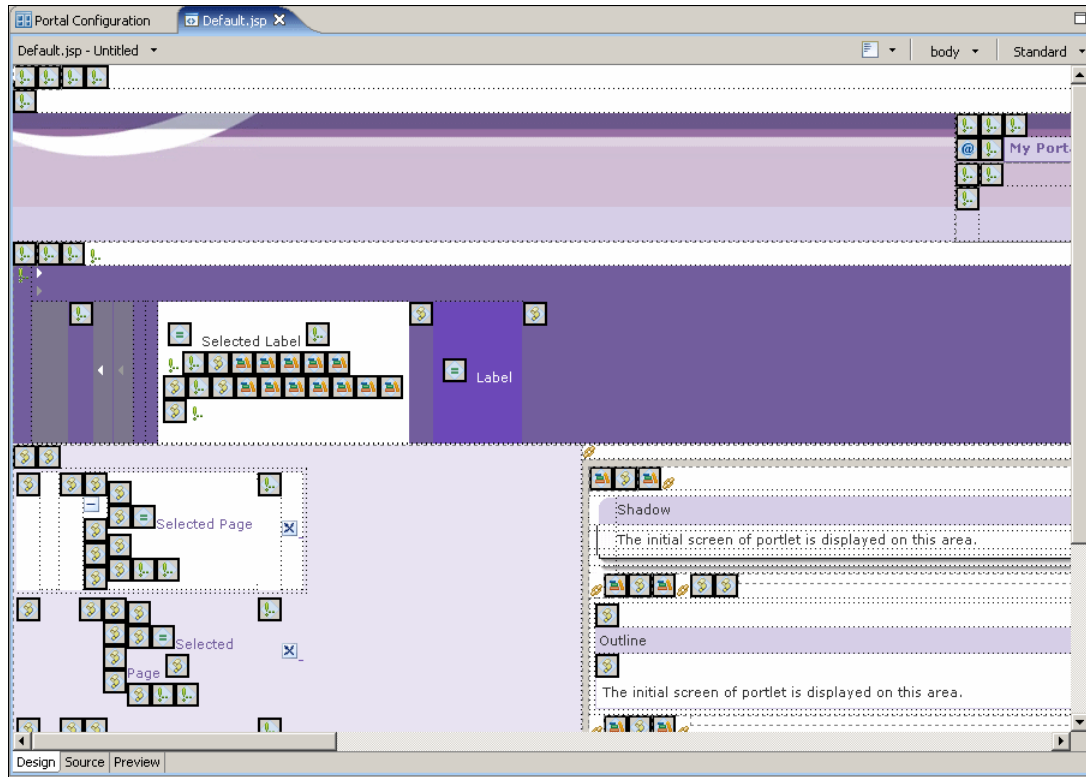 Portal Configuration
Default.jsp
Default.jsp - Untitled
body
Standard
My Port
Selected Label
Label
Selected Page
Shadow
The initial screen of portlet is displayed on this area.
Selected
Page
Outline
The initial screen of portlet is displayed on this area.
Design
Source
Preview